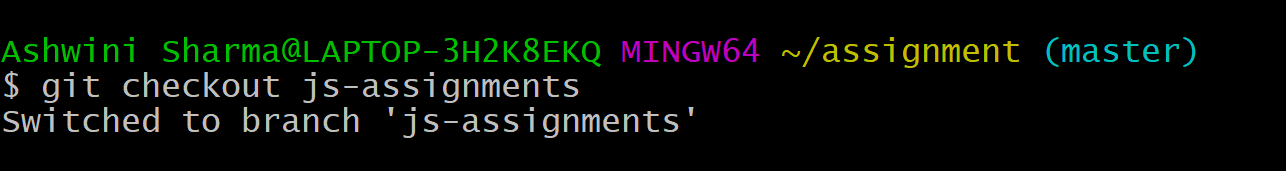 Ashwini Sharma@LAPTOP-3H2K8EKQ MINGW64 ~/assignment (master)
$ git checkout js-assignments
Switched to branch 'js-assignments'